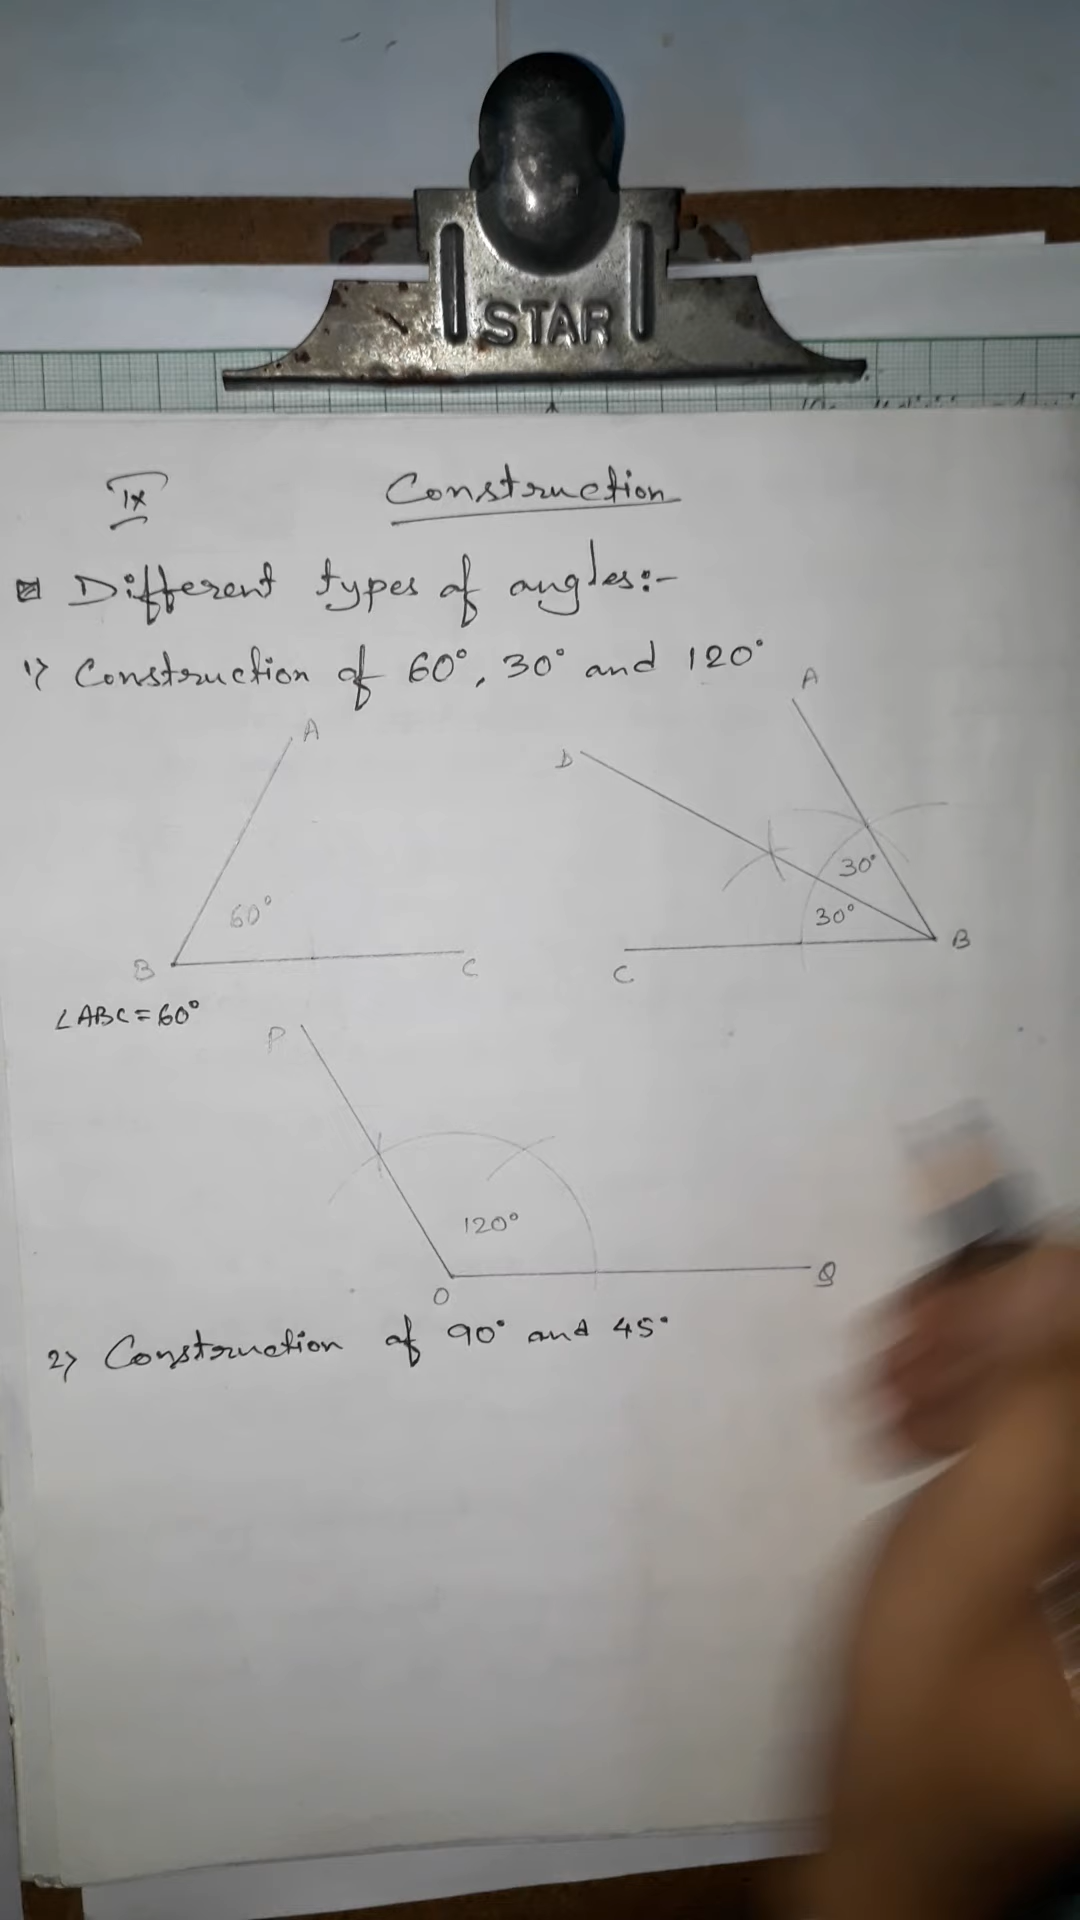 STAR
IX
Construction
Different types of angles:-
1) Construction of 60°, 30° and 120°
A
60°
B
C
∠ABC=60°
A
D
30°
30°
B
C
P
120°
O
Q
2) Construction of 90° and 45°